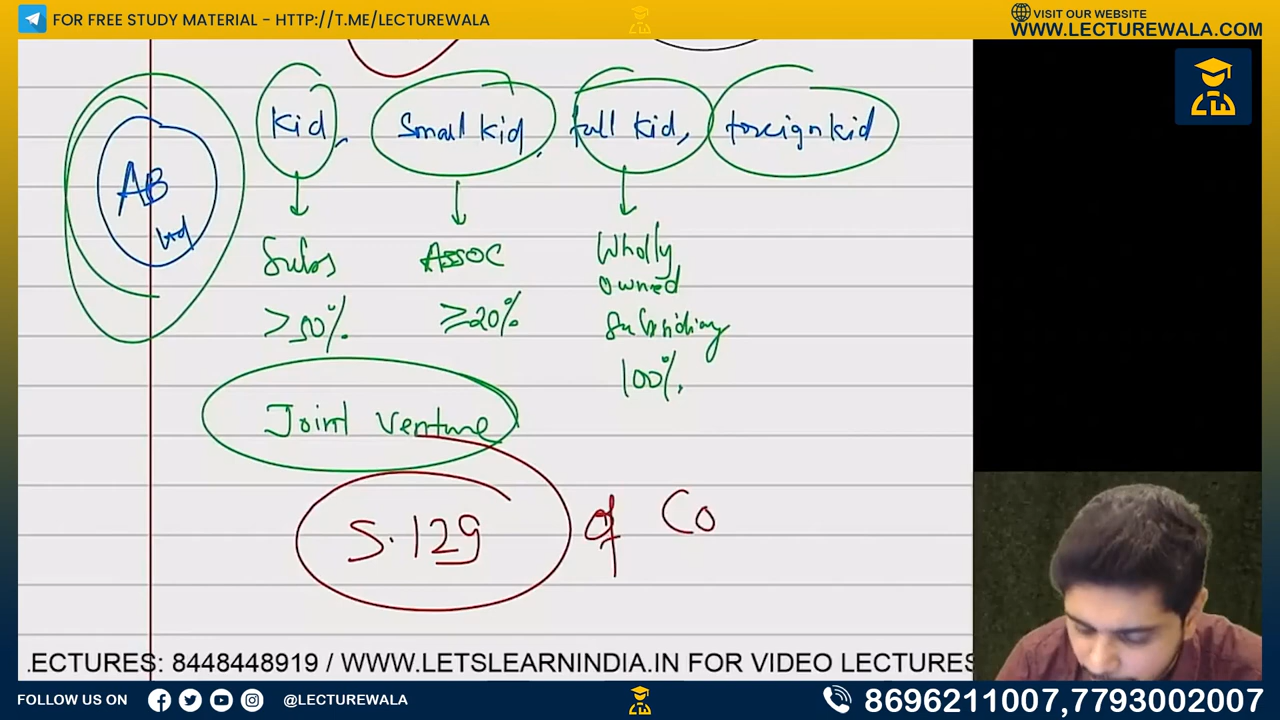 FOR FREE STUDY MATERIAL - HTTP://T.ME/LECTUREWALA
VISIT OUR WEBSITE
WWW.LECTUREWALA.COM
Kid, Small kid, full kid, foreign kid
AB
Ltd
Subs
Assoc
Wholly
owned
Subsidiary
>50%.
≥20%
100%.
Joint Venture
S.129 of Co
.ECTURES: 8448448919 / WWW.LETSLEARNINDIA.IN FOR VIDEO LECTURES
FOLLOW US ON
@LECTUREWALA
8696211007,7793002007